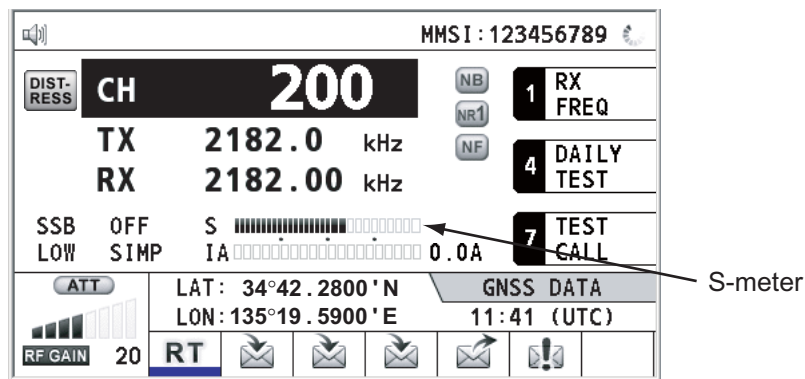 MMSI:123456789
DIST-
RESS
CH 200
NB
NR1
NF
1 RX
FREQ
TX 2182.0 kHz
RX 2182.00 kHz
4 DAILY
TEST
SSB OFF S
LOW SIMP IA 0.0A
7 TEST
CALL
S-meter
ATT
RF GAIN 20
LAT: 34°42.2800'N
LON:135°19.5900'E
GNSS DATA
11:41 (UTC)
RT